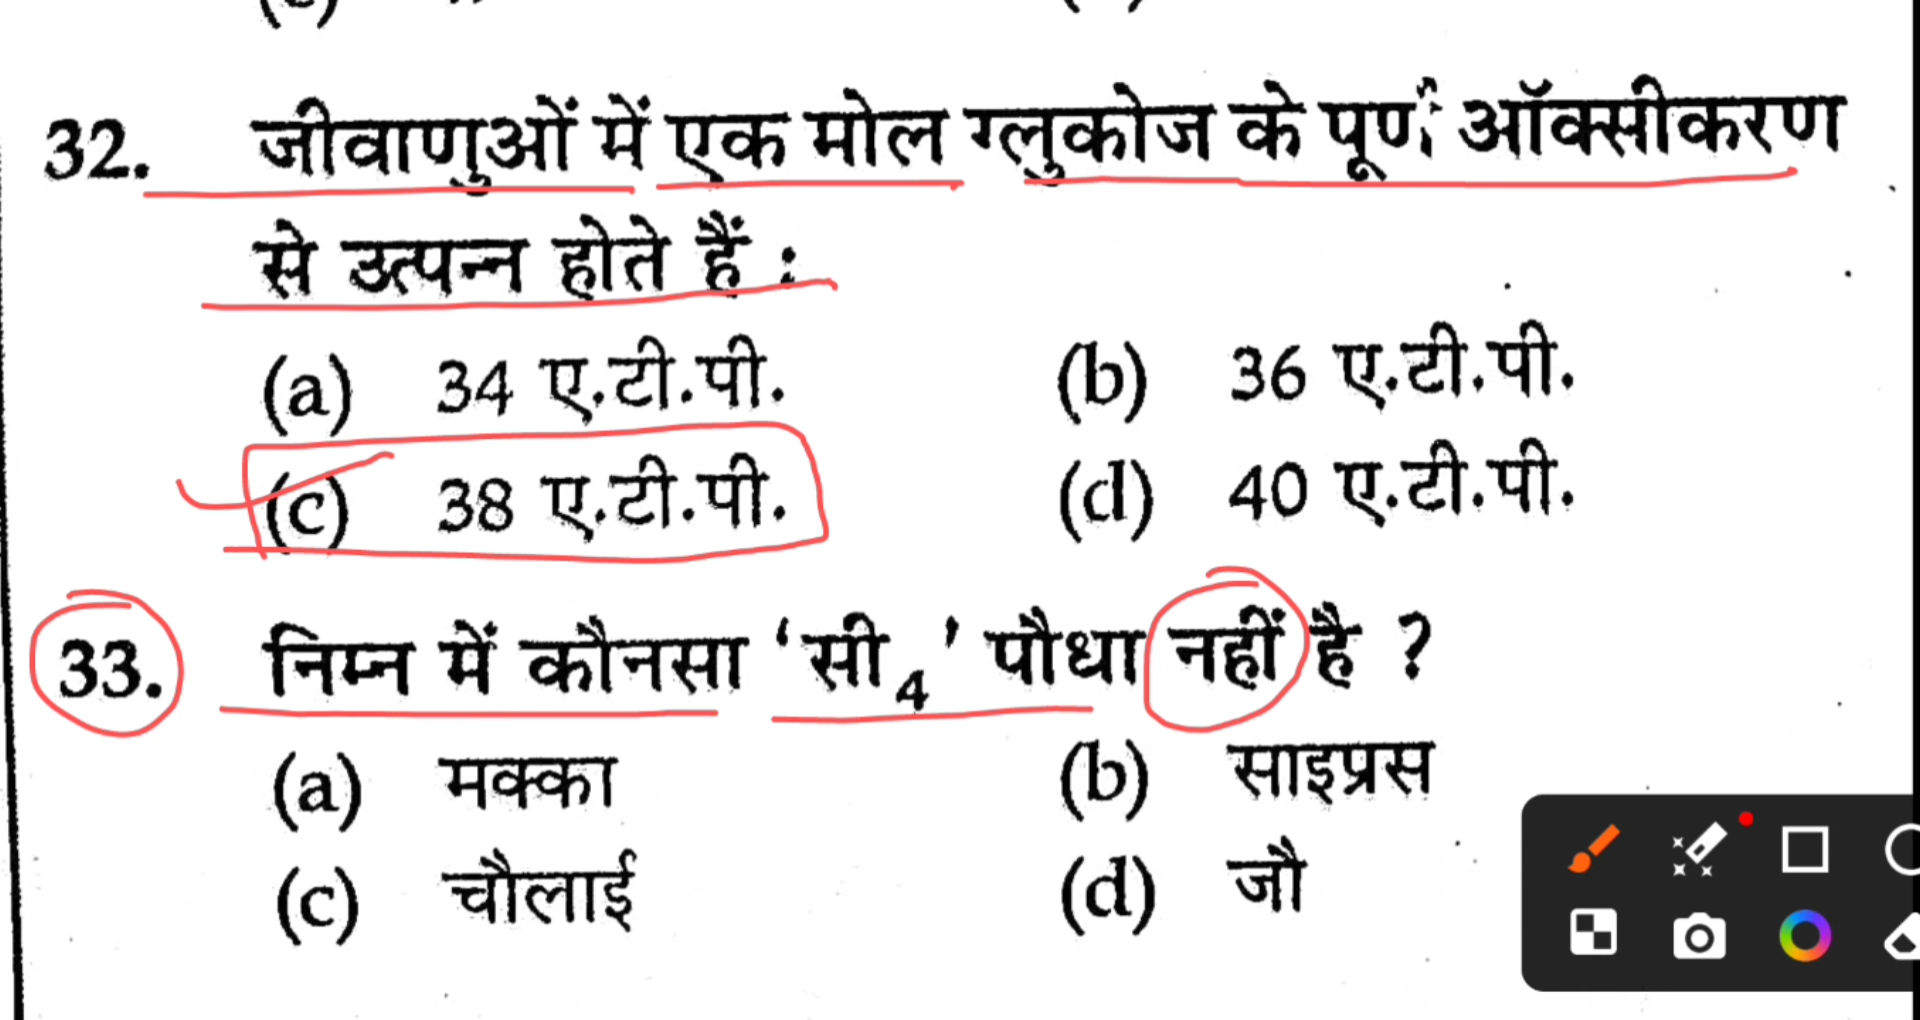 32. जीवाणुओं में एक मोल ग्लुकोज के पूर्ण ऑक्सीकरण
से उत्पन्न होते हैं :
(a) 34 ए.टी.पी. (b) 36 ए.टी.पी.
(c) 38 ए.टी.पी. (d) 40 ए.टी.पी.
33. निम्न में कौनसा ‘सी₄’ पौधा नहीं है ?
(a) मक्का (b) साइप्रस
(c) चौलाई (d) जौ